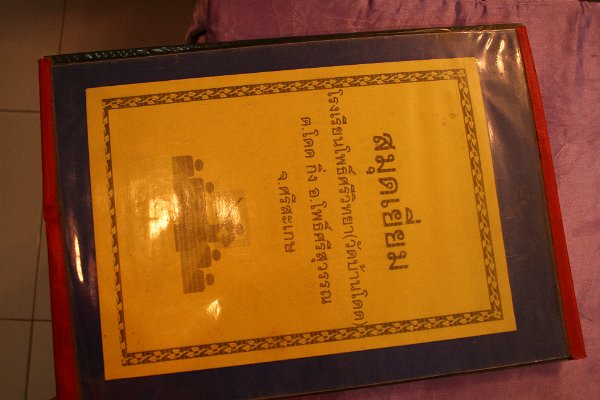 สมุดเยี่ยม
โรงเรียนโพธิ์ศรีวิทยา(วัดบ้านโดด)
ต.โดด กิ่ง อ.โพธิ์ศรีสุวรรณ
จ.ศรีสะเกษ